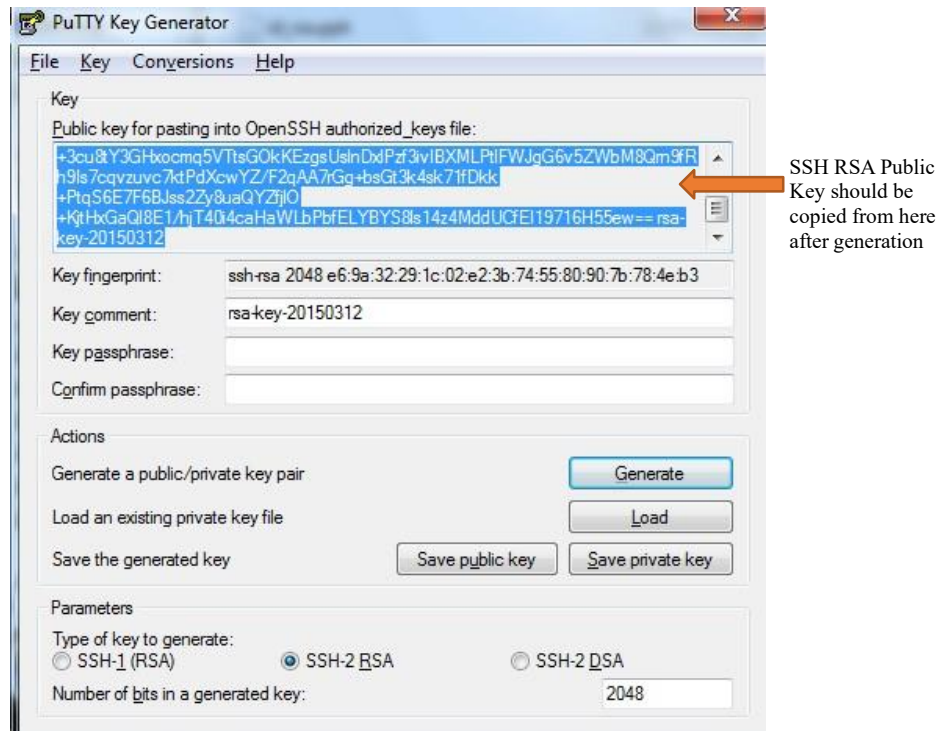 PuTTY Key Generator
File Key Conversions Help
Key
Public key for pasting into OpenSSH authorized_keys file:
+3cu8tY3GHxocmq5VTtsGOkKEzgsUslnDxlPzf3ivIBXMLPtlFWJgG6v5ZWbM8Qm9fR
h9Is7cqvzuvc7ktPdXcwYZ/F2qAA7rGg+bsGt3k4sk71fDkk
+PtqS6E7F6BJss2Zy8uaQYZfjlO
+KjtHxGaQI8E1/hjT40i4caHaWLbPbfELYBYS8ls14z4MddUCfEI19716H55ew== rsa-
key-20150312
SSH RSA Public
Key should be
copied from here
after generation
Key fingerprint: ssh-rsa 2048 e6:9a:32:29:1c:02:e2:3b:74:55:80:90:7b:78:4e:b3
Key comment: rsa-key-20150312
Key passphrase:
Confirm passphrase:
Actions
Generate a public/private key pair Generate
Load an existing private key file Load
Save the generated key Save public key Save private key
Parameters
Type of key to generate:
SSH-1 (RSA) SSH-2 RSA SSH-2 DSA
Number of bits in a generated key: 2048